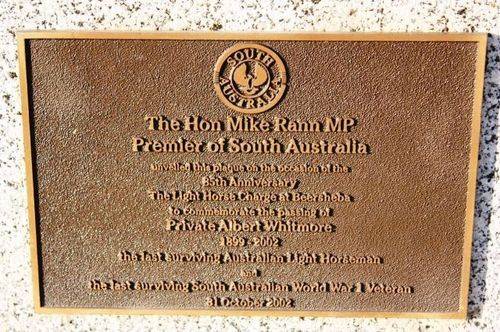 SOUTH
AUSTRALIA
The Hon Mike Rann MP
Premier of South Australia
unveiled this plaque on the occasion of the
85th Anniversary
The Light Horse Charge at Beersheba
to commemorate the passing of
Private Albert Whitmore
1899 - 2002
the last surviving Australian Light Horseman
and
the last surviving South Australian World War 1 Veteran
31 October 2002